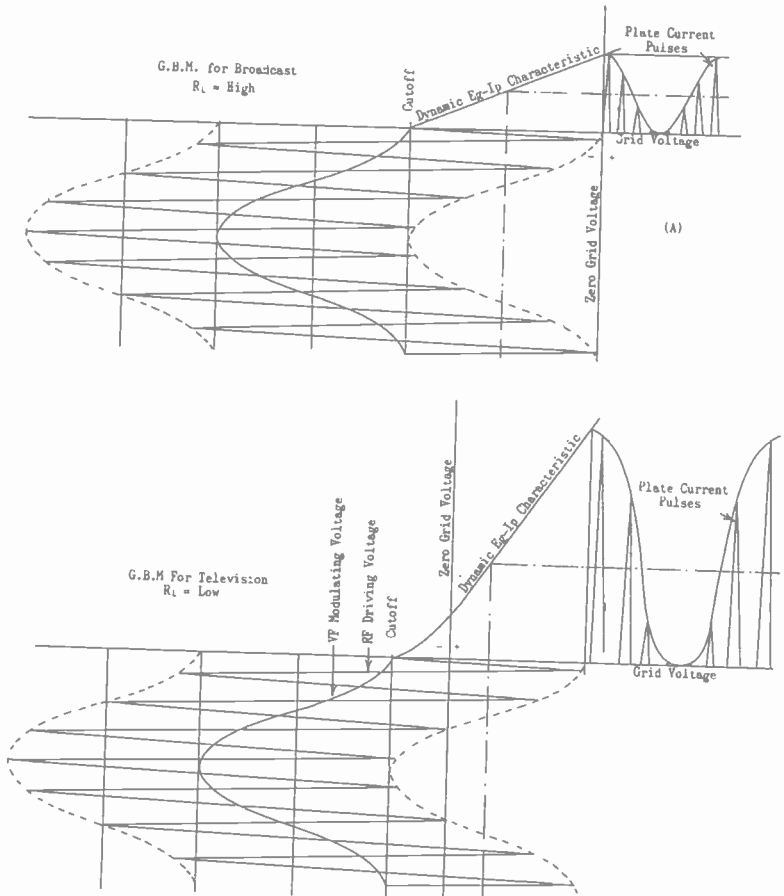 G.B.M. for Broadcast
R_L = High
Cutoff
Dynamic Eg-Ip Characteristic
Plate Current
Pulses
Grid Voltage
- +
Zero Grid Voltage
(A)
G.B.M For Television
R_L = Low
VF Modulating Voltage
RF Driving Voltage
Cutoff
Zero Grid Voltage
Dynamic Eg-Ip Characteristic
Plate Current
Pulses
- +
Grid Voltage